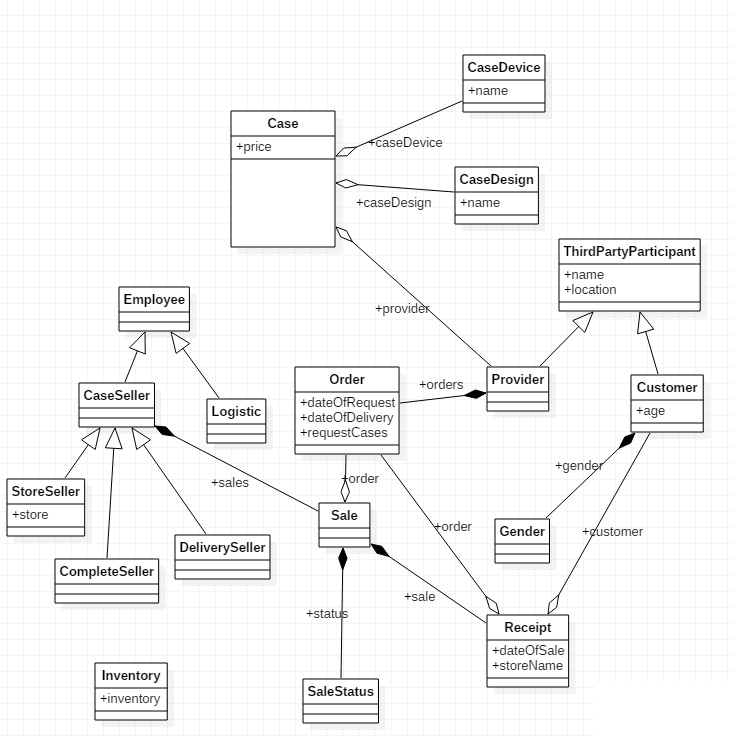 CaseDevice
+name
Case
+price
+caseDevice
CaseDesign
+name
+caseDesign
ThirdPartyParticipant
+name
+location
Employee
+provider
Order
+dateOfRequest
+dateOfDelivery
+requestCases
+orders
Provider
Customer
+age
CaseSeller
Logistic
+gender
StoreSeller
+store
+sales
+order
Sale
+order
Gender
+customer
DeliverySeller
CompleteSeller
+sale
+status
Receipt
+dateOfSale
+storeName
Inventory
+inventory
SaleStatus